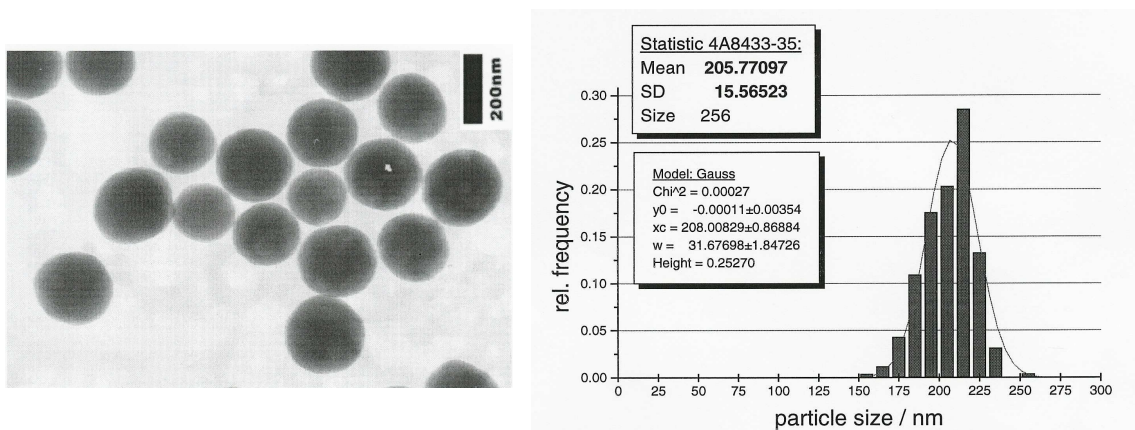 200nm
Statistic 4A8433-35:
Mean 205.77097
SD 15.56523
Size 256
Model: Gauss
Chi^2 = 0.00027
y0 = -0.00011±0.00354
xc = 208.00829±0.86884
w = 31.67698±1.84726
Height = 0.25270
rel. frequency
0.30
0.25
0.20
0.15
0.10
0.05
0.00
0 25 50 75 100 125 150 175 200 225 250 275 300
particle size / nm